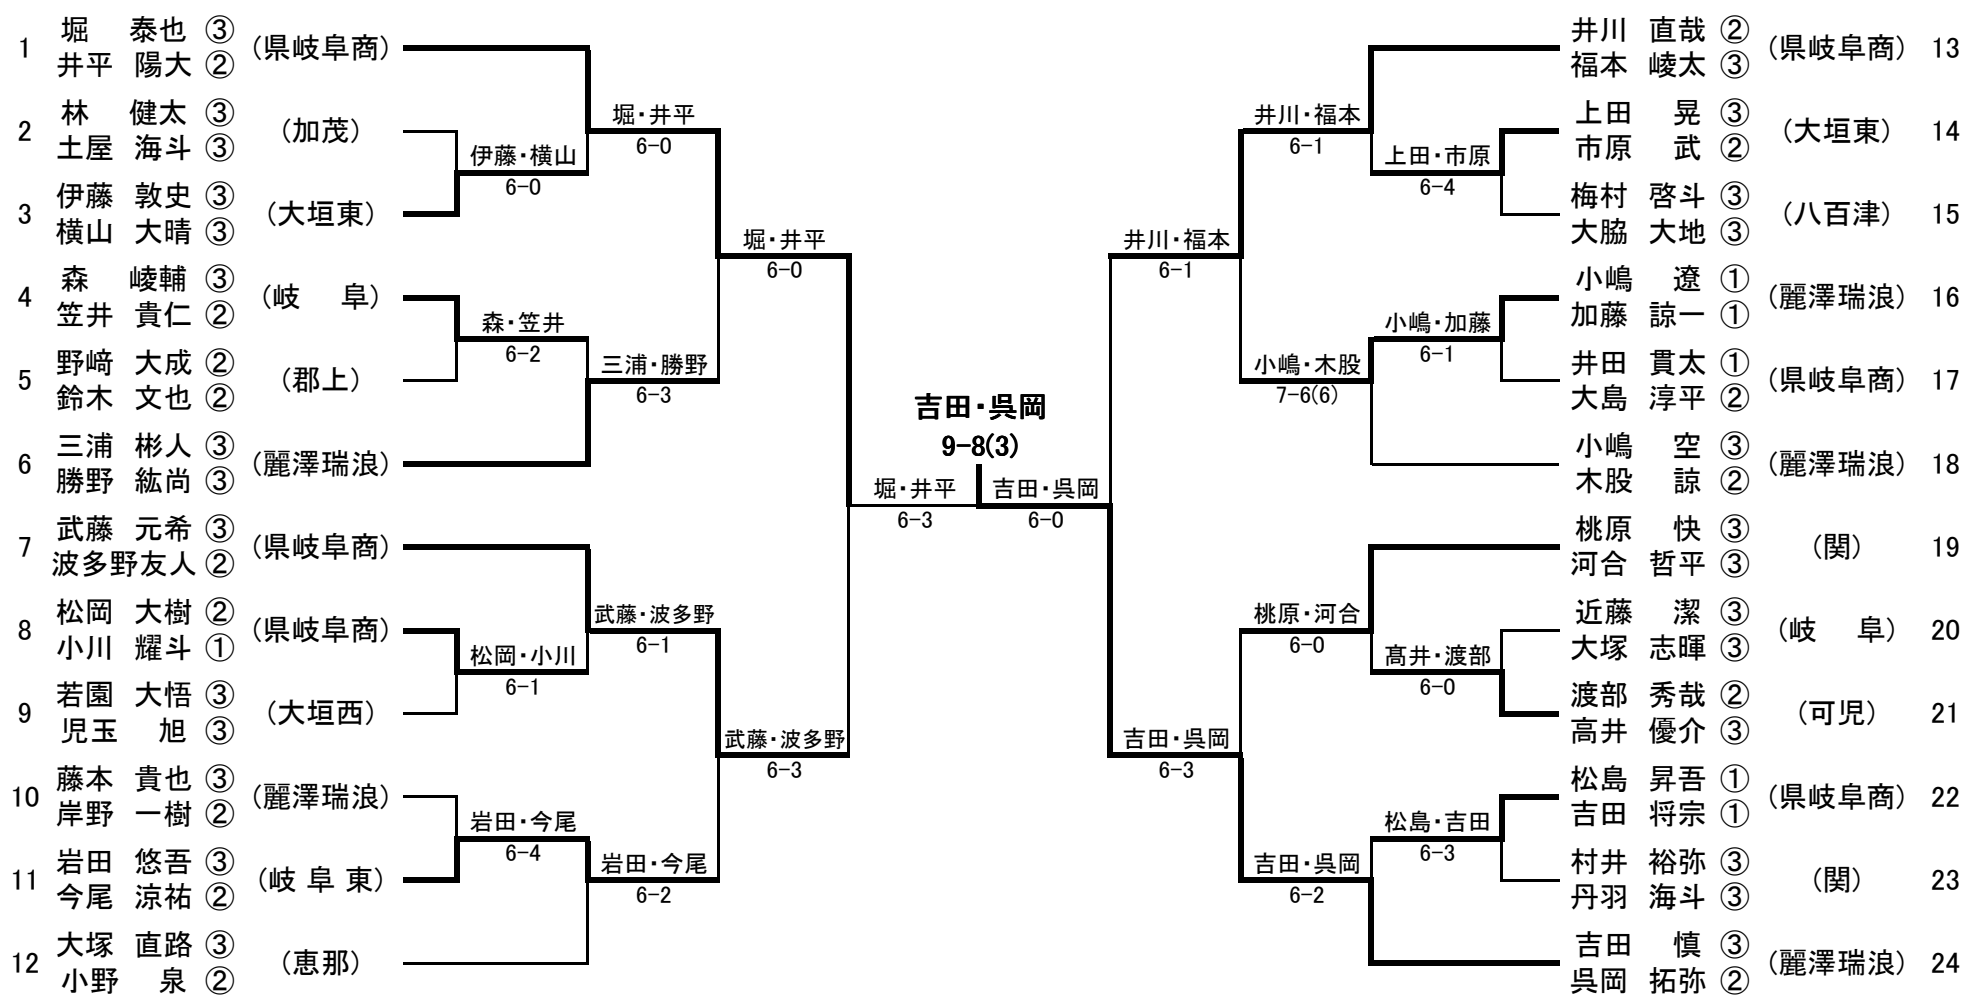 1 堀 泰也 ③ (県岐阜商)
井平 陽大 ②
2 林 健太 ③ (加茂)
土屋 海斗 ③
3 伊藤 敦史 ③ (大垣東)
横山 大晴 ③
4 森 崚輔 ③ (岐 阜)
笠井 貴仁 ②
5 野﨑 大成 ② (郡上)
鈴木 文也 ②
6 三浦 彬人 ③ (麗澤瑞浪)
勝野 紘尚 ③
7 武藤 元希 ③ (県岐阜商)
波多野友人 ②
8 松岡 大樹 ② (県岐阜商)
小川 耀斗 ①
9 若園 大悟 ③ (大垣西)
児玉 旭 ③
10 藤本 貴也 ③ (麗澤瑞浪)
岸野 一樹 ②
11 岩田 悠吾 ③ (岐阜東)
今尾 涼祐 ②
12 大塚 直路 ③ (恵那)
小野 泉 ②
伊藤・横山
6-0
森・笠井
6-2
松岡・小川
6-1
岩田・今尾
6-4
堀・井平
6-0
三浦・勝野
6-3
武藤・波多野
6-1
岩田・今尾
6-2
堀・井平
6-0
武藤・波多野
6-3
堀・井平
6-3
吉田・呉岡
9-8(3)
吉田・呉岡
6-0
井川・福本
6-1
吉田・呉岡
6-3
井川・福本
6-1
小嶋・木股
7-6(6)
桃原・河合
6-0
吉田・呉岡
6-2
上田・市原
6-4
小嶋・加藤
6-1
髙井・渡部
6-0
松島・吉田
6-3
井川 直哉 ② (県岐阜商) 13
福本 崚太 ③
上田 晃 ③ (大垣東) 14
市原 武 ②
梅村 啓斗 ③ (八百津) 15
大脇 大地 ③
小嶋 遼 ① (麗澤瑞浪) 16
加藤 諒一 ①
井田 貫太 ① (県岐阜商) 17
大島 淳平 ②
小嶋 空 ③ (麗澤瑞浪) 18
木股 諒 ②
桃原 快 ③ (関) 19
河合 哲平 ③
近藤 潔 ③ (岐 阜) 20
大塚 志暉 ③
渡部 秀哉 ② (可児) 21
高井 優介 ③
松島 昇吾 ① (県岐阜商) 22
吉田 将宗 ①
村井 裕弥 ③ (関) 23
丹羽 海斗 ③
吉田 慎 ③ (麗澤瑞浪) 24
呉岡 拓弥 ②